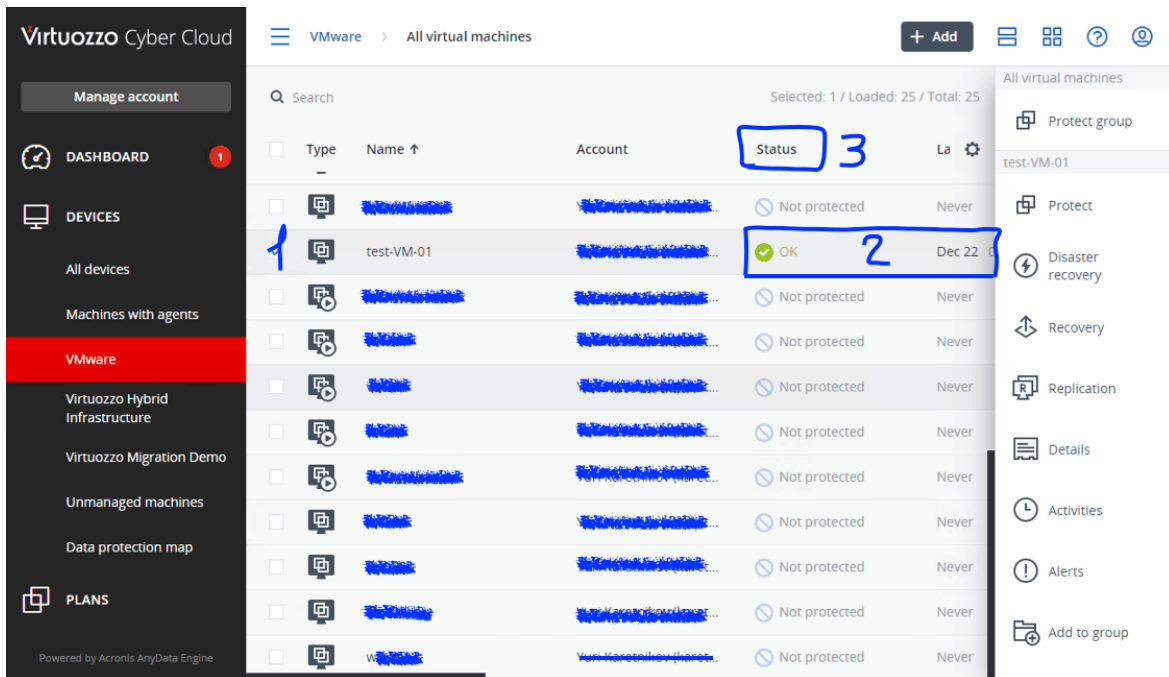 Virtuozzo Cyber Cloud
VMware > All virtual machines
+ Add
Manage account
DASHBOARD 1
DEVICES
All devices
Machines with agents
VMware
Virtuozzo Hybrid
Infrastructure
Virtuozzo Migration Demo
Unmanaged machines
Data protection map
PLANS
Powered by Acronis AnyData Engine
Search
Selected: 1 / Loaded: 25 / Total: 25
Type Name ↑ Account Status 3 La
Not protected Never
1 test-VM-01 OK 2 Dec 22
Not protected Never
Not protected Never
Not protected Never
Not protected Never
Not protected Never
Not protected Never
Not protected Never
Not protected Never
Not protected Never
All virtual machines
Protect group
test-VM-01
Protect
Disaster
recovery
Recovery
Replication
Details
Activities
Alerts
Add to group